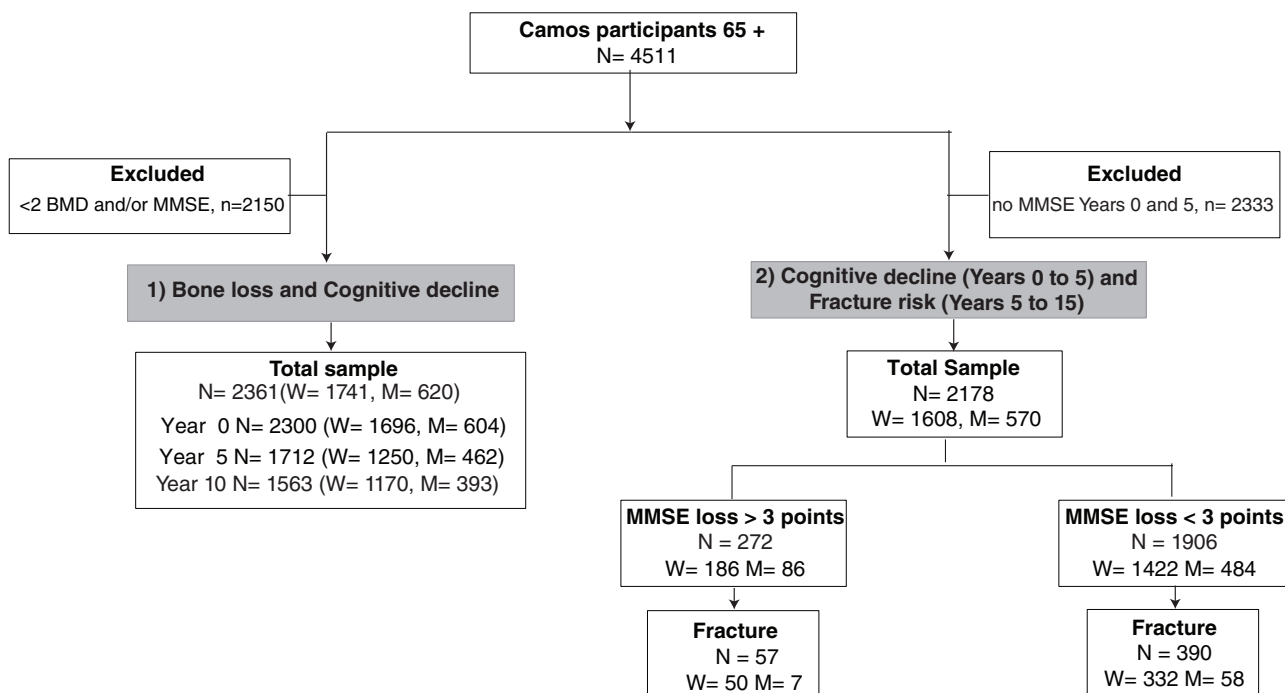 Camos participants 65 +
N= 4511
Excluded
<2 BMD and/or MMSE, n=2150
Excluded
no MMSE Years 0 and 5, n= 2333
1) Bone loss and Cognitive decline
2) Cognitive decline (Years 0 to 5) and
Fracture risk (Years 5 to 15)
Total sample
N= 2361(W= 1741, M= 620)
Year 0 N= 2300 (W= 1696, M= 604)
Year 5 N= 1712 (W= 1250, M= 462)
Year 10 N= 1563 (W= 1170, M= 393)
Total Sample
N= 2178
W= 1608, M= 570
MMSE loss > 3 points
N = 272
W= 186 M= 86
MMSE loss < 3 points
N = 1906
W= 1422 M= 484
Fracture
N = 57
W= 50 M= 7
Fracture
N = 390
W= 332 M= 58